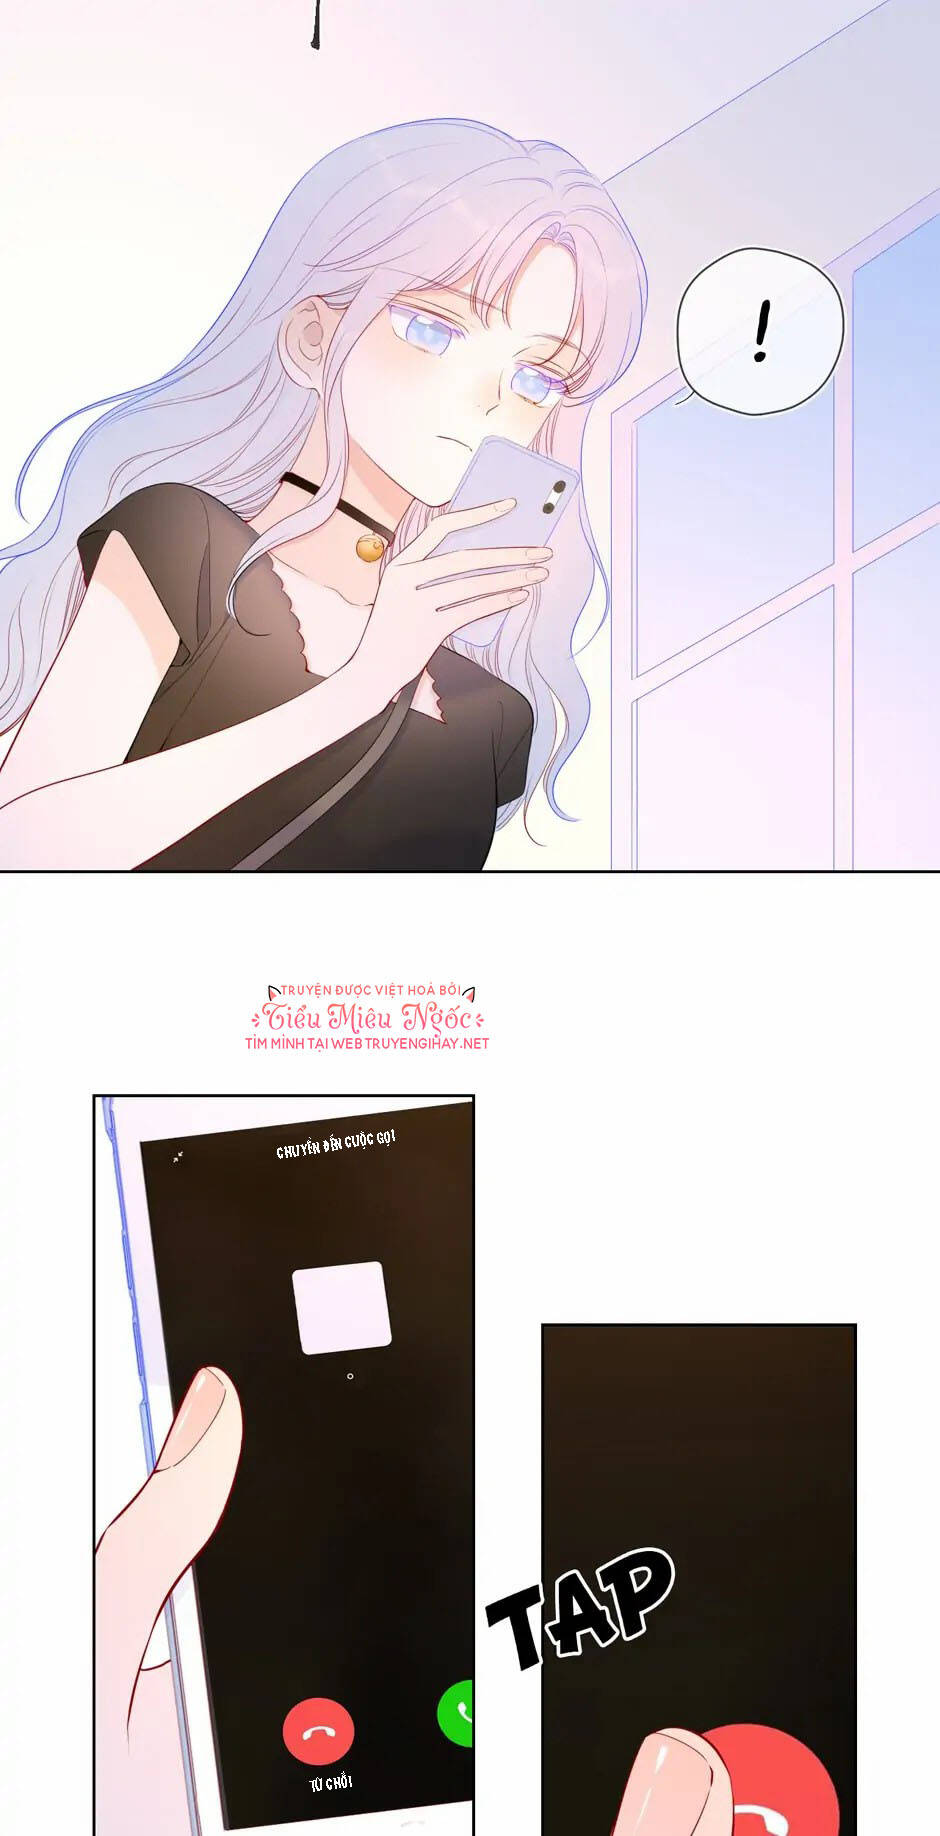 !
TRUYỆN ĐƯỢC VIỆT HOÁ BỞI
Tiểu Miêu Ngốc
TÌM MÌNH TẠI WEBTRUYENGIHAY.NET
CHUYỂN ĐẾN CUỘC GỌI
TAP
TỪ CHỐI